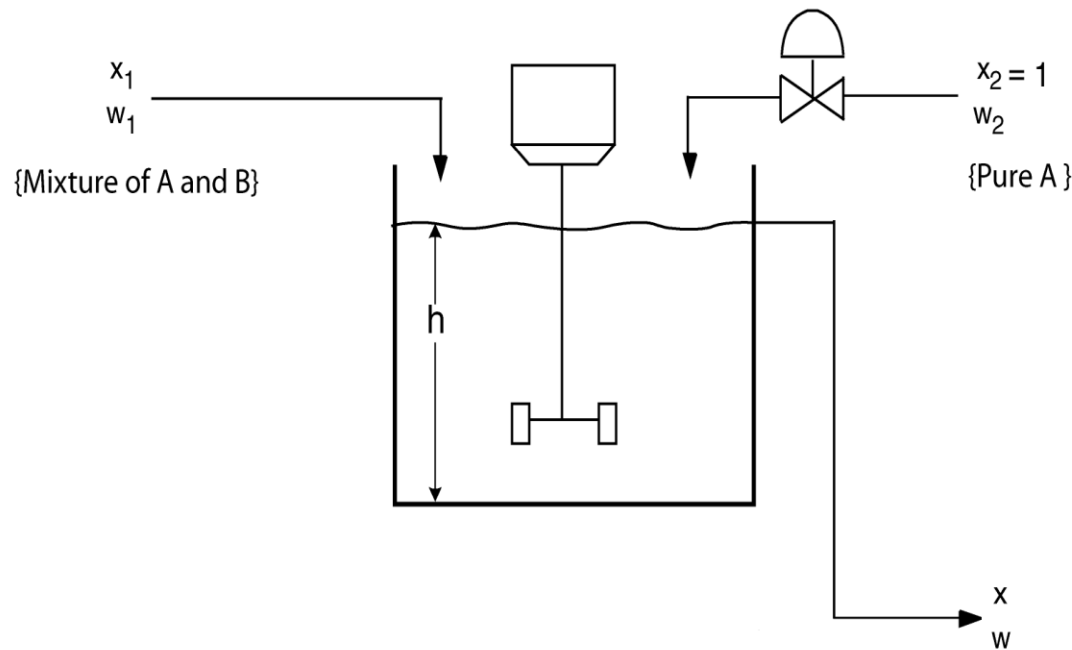 x₁
w₁
{Mixture of A and B}
x₂ = 1
w₂
{Pure A }
h
x
w